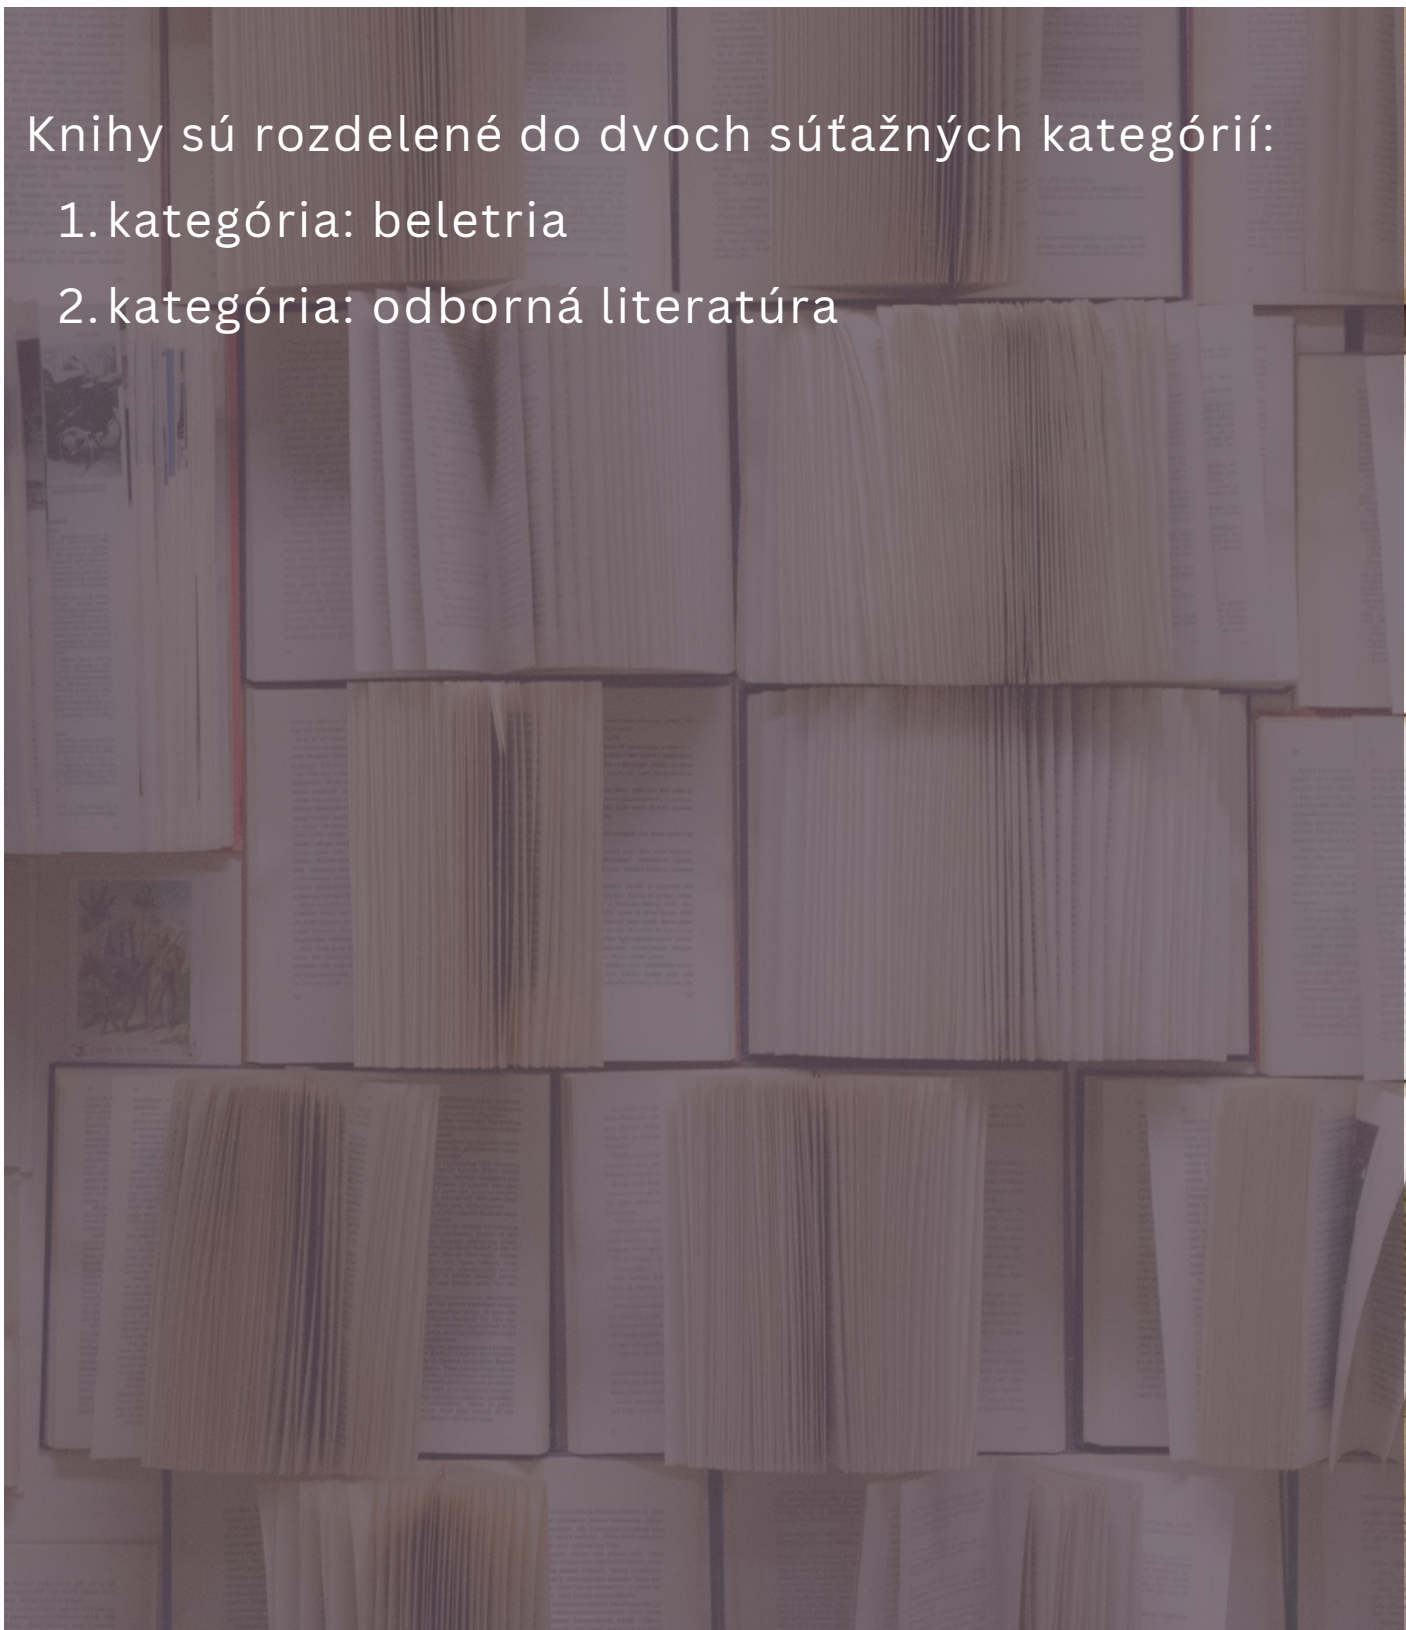 Knihy sú rozdelené do dvoch súťažných kategórií:
1. kategória: beletria
2. kategória: odborná literatúra